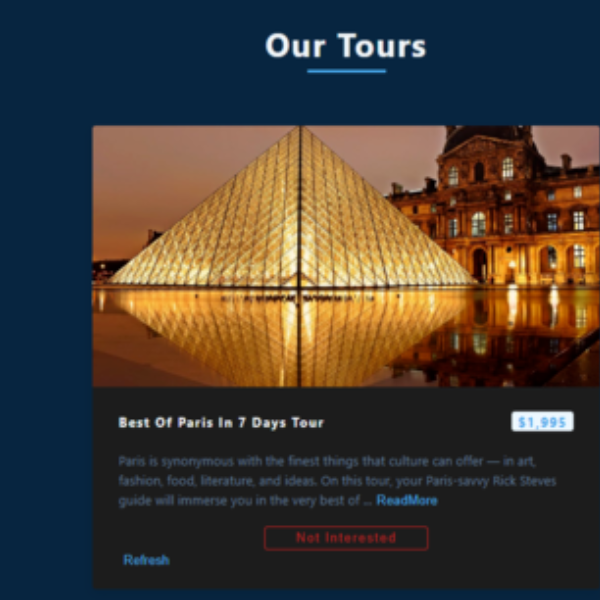 Our Tours
Best Of Paris In 7 Days Tour
$1,995
Paris is synonymous with the finest things that culture can offer — in art,
fashion, food, literature, and ideas. On this tour, your Paris-savvy Rick Steves
guide will immerse you in the very best of ... ReadMore
Not Interested
Refresh